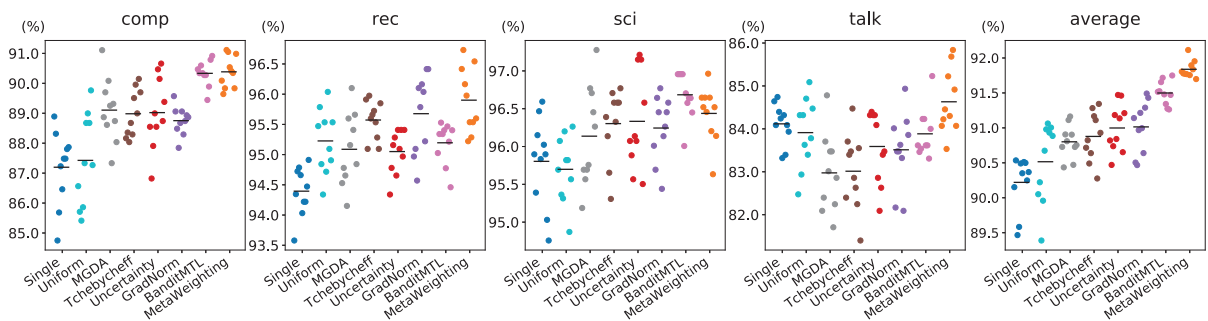 comp
(%)
91.0
90.0
89.0
88.0
87.0
86.0
85.0
Single
Uniform
MGDA
Tchebycheff
Uncertainty
GradNorm
BanditMTL
MetaWeighting
rec
(%)
96.5
96.0
95.5
95.0
94.5
94.0
93.5
Single
Uniform
MGDA
Tchebycheff
Uncertainty
GradNorm
BanditMTL
MetaWeighting
sci
(%)
97.0
96.5
96.0
95.5
95.0
Single
Uniform
MGDA
Tchebycheff
Uncertainty
GradNorm
BanditMTL
MetaWeighting
talk
(%)
86.0
85.0
84.0
83.0
82.0
Single
Uniform
MGDA
Tchebycheff
Uncertainty
GradNorm
BanditMTL
MetaWeighting
average
(%)
92.0
91.5
91.0
90.5
90.0
89.5
Single
Uniform
MGDA
Tchebycheff
Uncertainty
GradNorm
BanditMTL
MetaWeighting